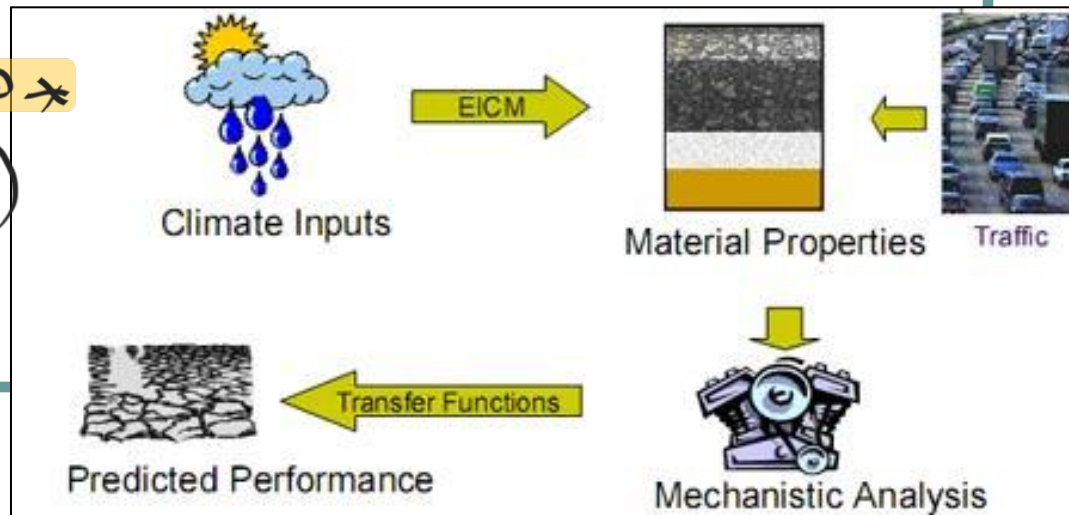 EICM
Climate Inputs
Material Properties
Traffic
Transfer Functions
Predicted Performance
Mechanistic Analysis